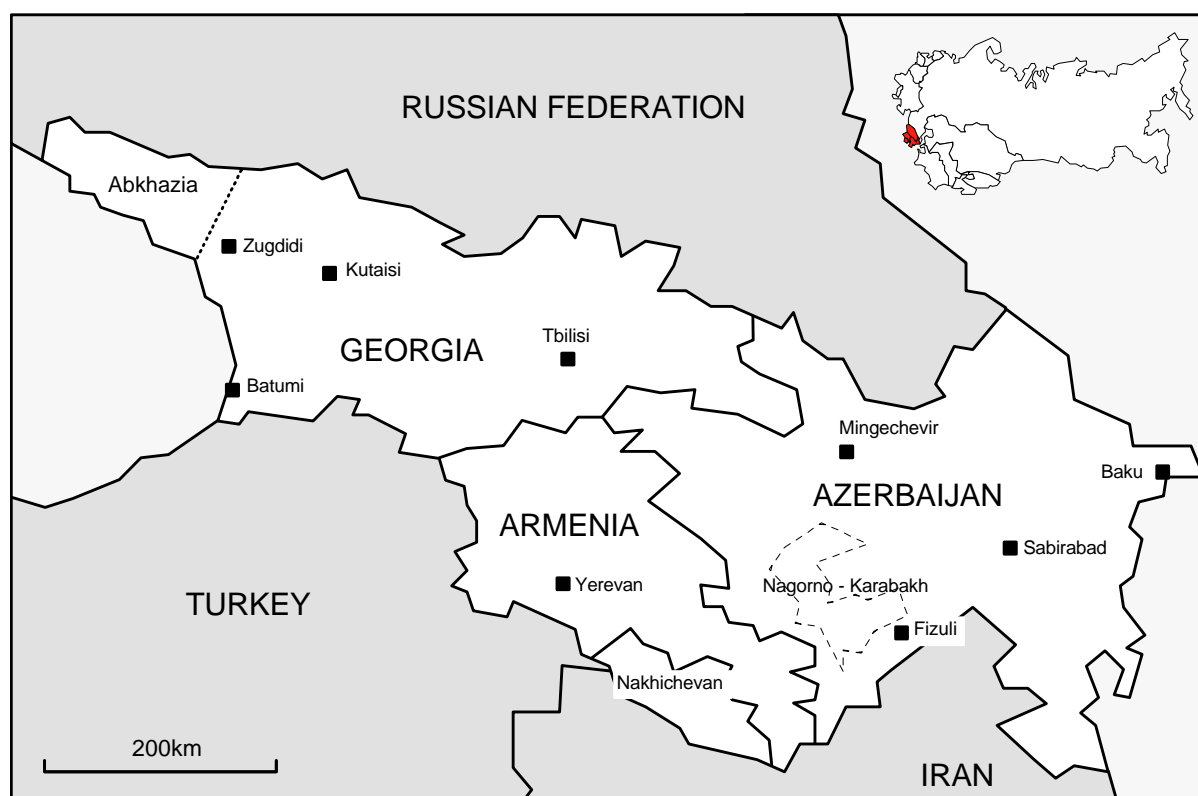 RUSSIAN FEDERATION
Abkhazia
Zugdidi
Kutaisi
Tbilisi
GEORGIA
Batumi
Mingechevir
Baku
AZERBAIJAN
ARMENIA
Sabirabad
Yerevan
Nagorno - Karabakh
TURKEY
Fizuli
Nakhichevan
200km
IRAN